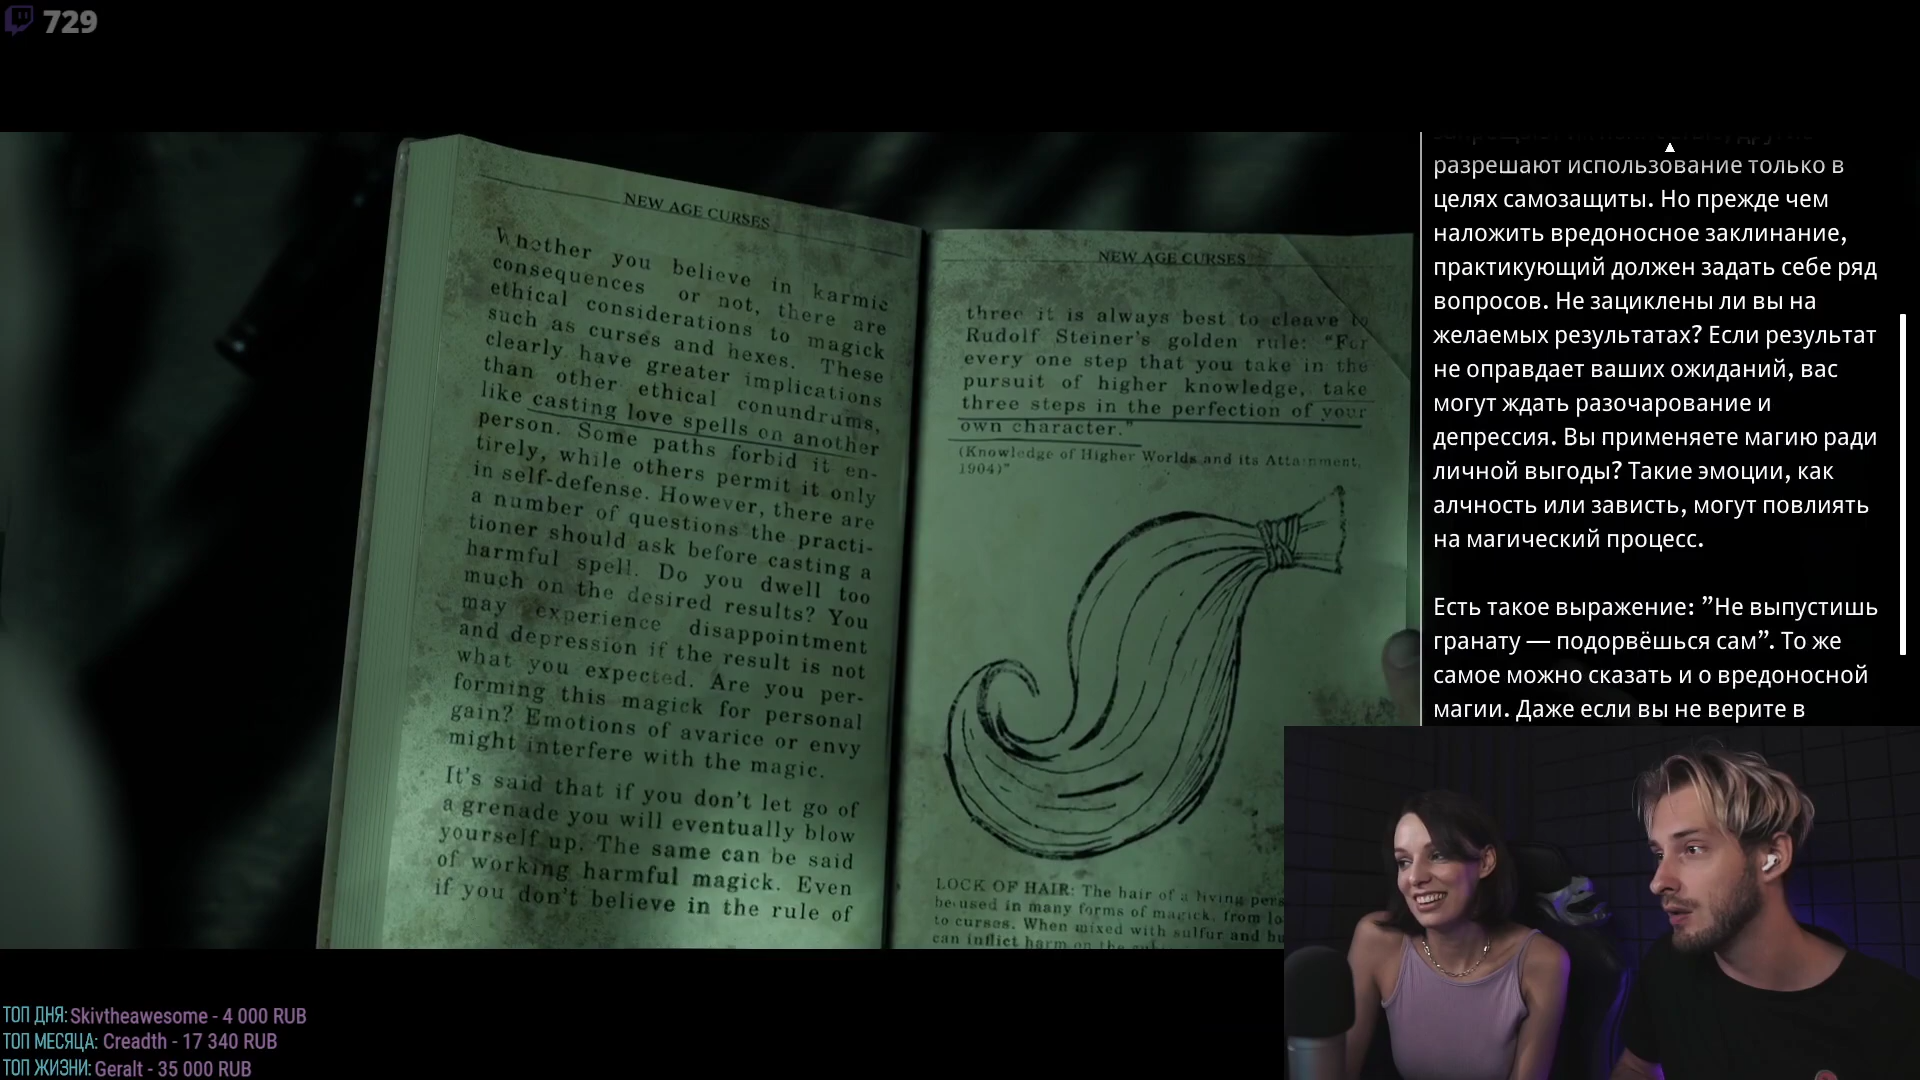 729
NEW AGE CURSES
Whether you believe in karmic
consequences or not, there are
ethical considerations to magick
such as curses and hexes. These
clearly have greater implications
than other ethical conundrums,
like casting love spells on another
person. Some paths forbid it en-
tirely, while others permit it only
in self-defense. However, there are
a number of questions the practi-
tioner should ask before casting a
harmful spell. Do you dwell too
much on the desired results? You
may experience disappointment
and depression if the result is not
what you expected. Are you per-
forming this magick for personal
gain? Emotions of avarice or envy
might interfere with the magic.
It's said that if you don't let go of
a grenade you will eventually blow
yourself up. The same can be said
of working harmful magick. Even
if you don't believe in the rule of
NEW AGE CURSES
three it is always best to cleave to
Rudolf Steiner's golden rule: "For
every one step that you take in the
pursuit of higher knowledge, take
three steps in the perfection of your
own character."
(Knowledge of Higher Worlds and its Attainment,
1904)"
LOCK OF HAIR: The hair of a living
be used in many forms of magick, from
to curses. When mixed with sulfur and
can inflict harm on the
разрешают использование только в
целях самозащиты. Но прежде чем
наложить вредоносное заклинание,
практикующий должен задать себе ряд
вопросов. Не зациклены ли вы на
желаемых результатах? Если результат
не оправдает ваших ожиданий, вас
могут ждать разочарование и
депрессия. Вы применяете магию ради
личной выгоды? Такие эмоции, как
алчность или зависть, могут повлиять
на магический процесс.
Есть такое выражение: ”Не выпустишь
гранату — подорвёшься сам”. То же
самое можно сказать и о вредоносной
магии. Даже если вы не верите в
ТОП ДНЯ: Skivtheawesome - 4 000 RUB
ТОП МЕСЯЦА: Creadth - 17 340 RUB
ТОП ЖИЗНИ: Geralt - 35 000 RUB